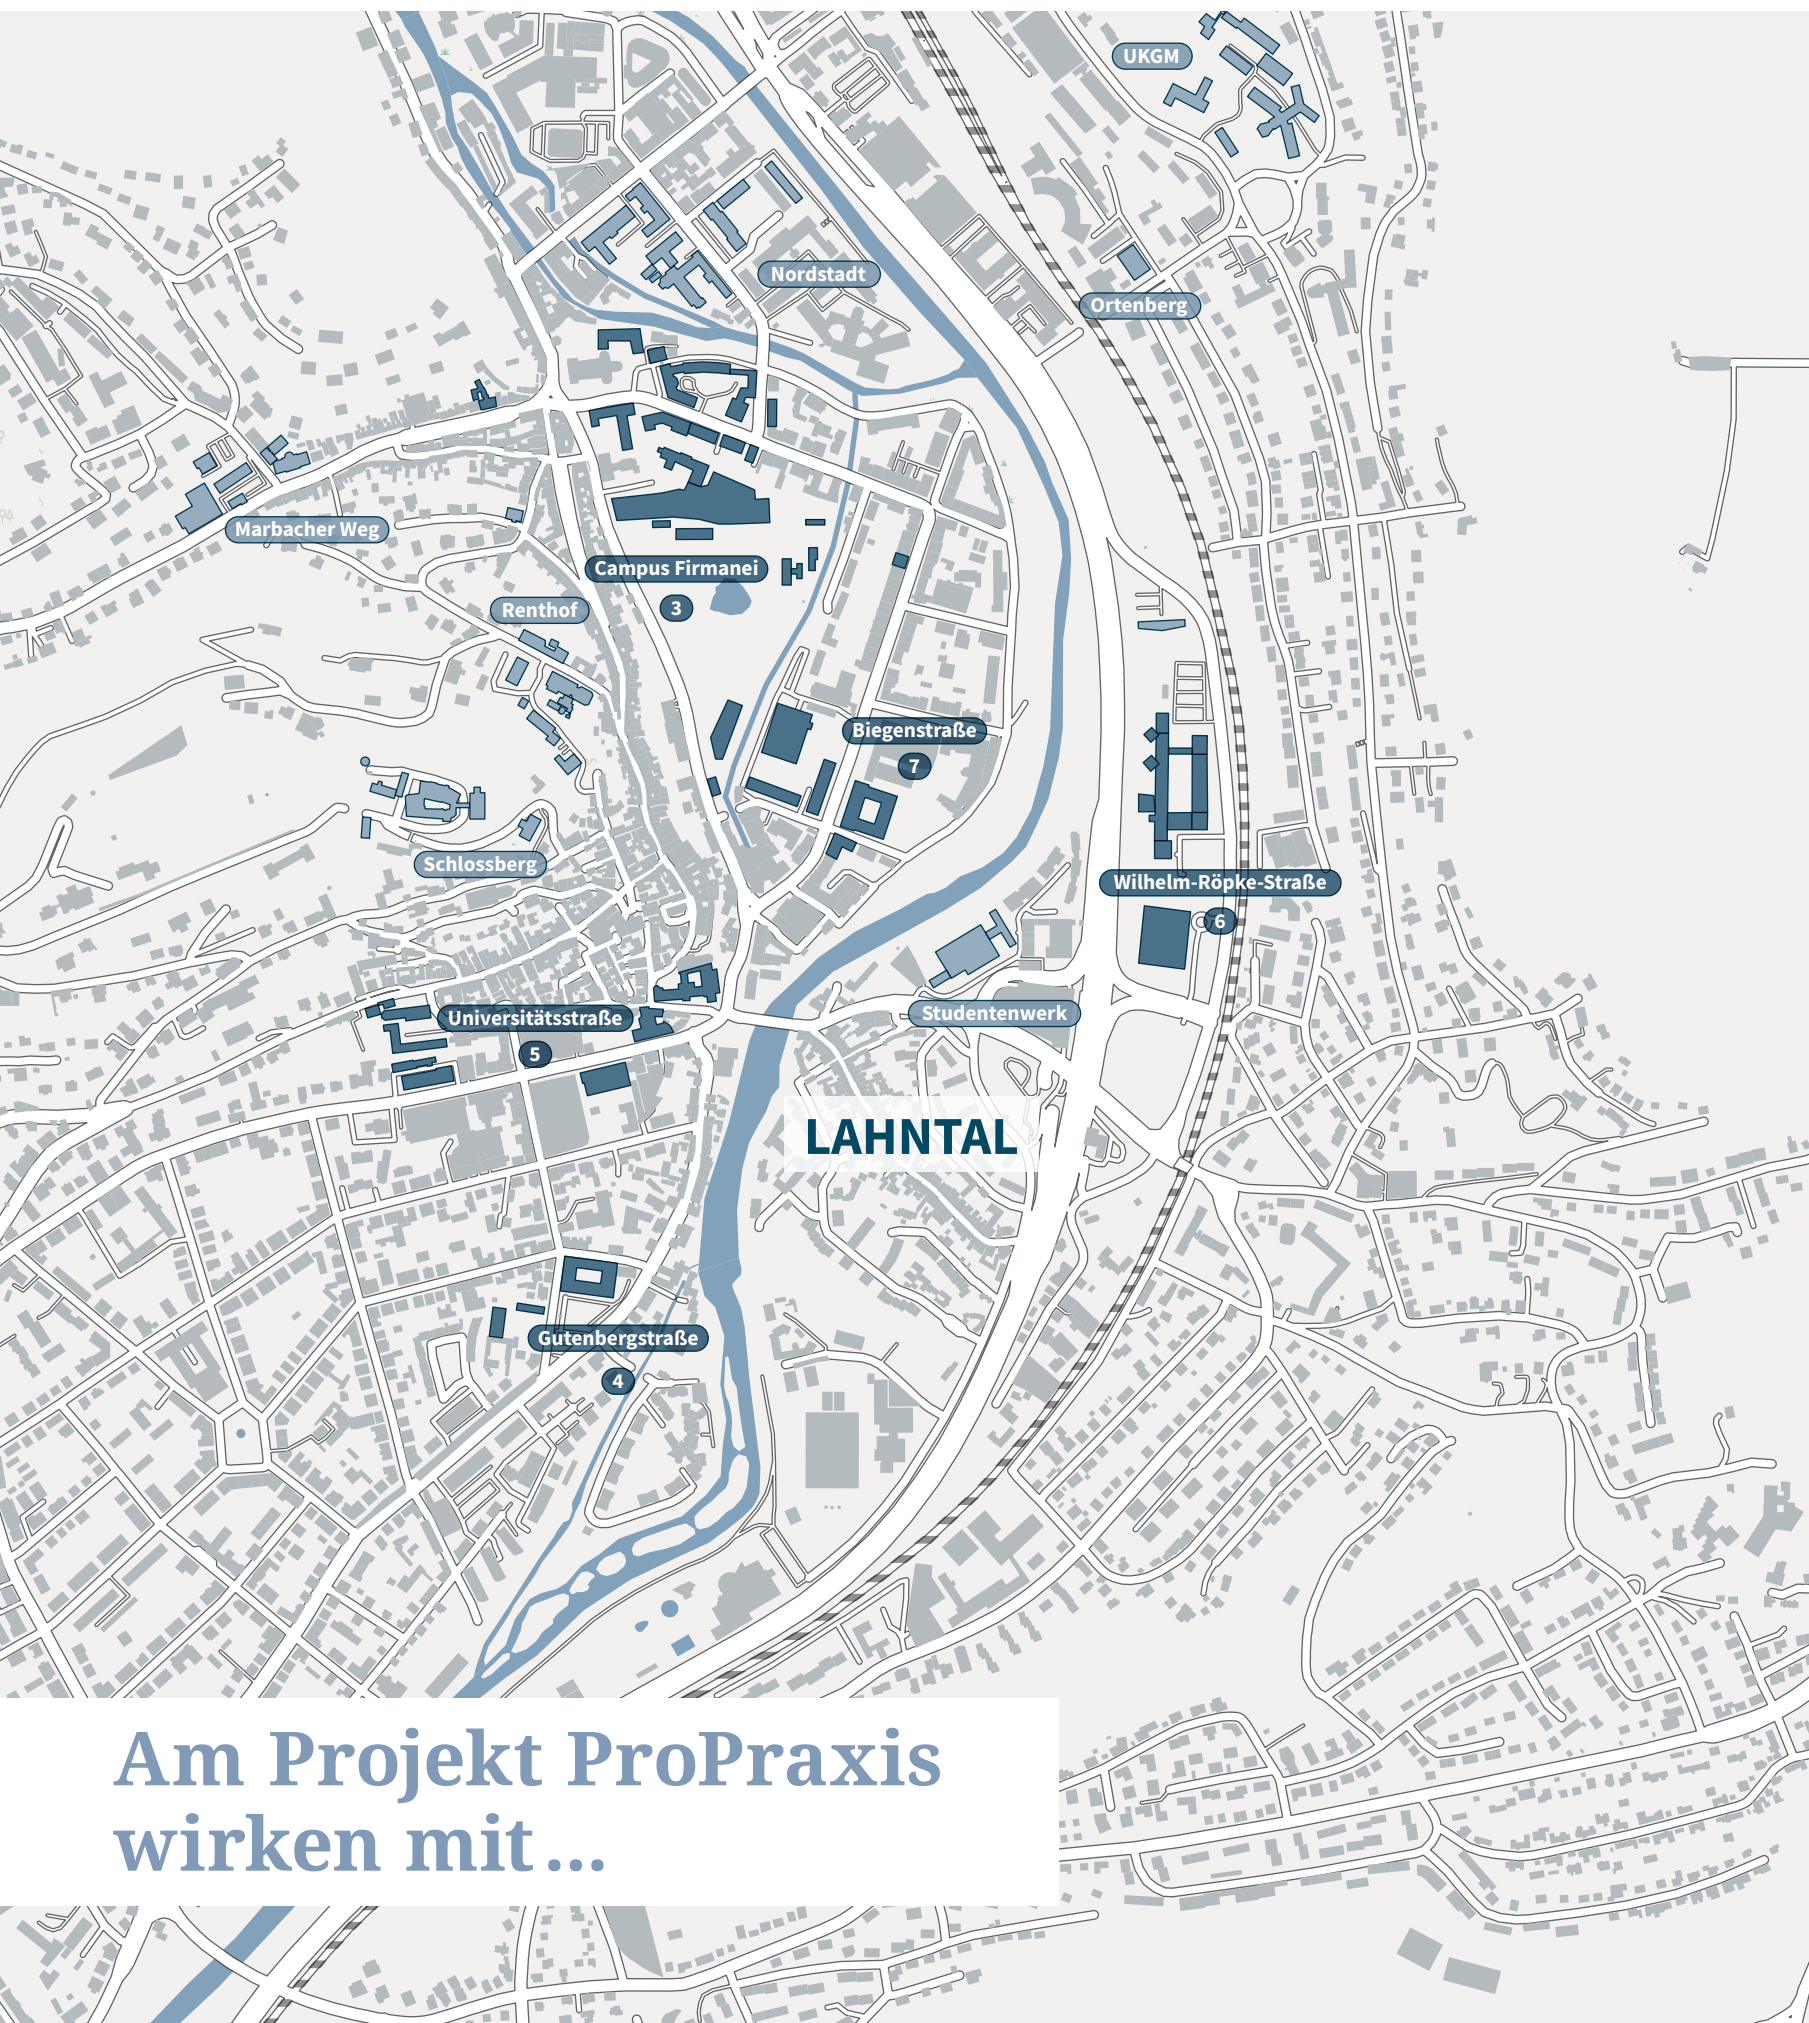 UKGM
Nordstadt
Ortenberg
Marbacher Weg
Campus Firmanei
3
Renthof
Biegenstraße
7
Schlossberg
Wilhelm-Röpke-Straße
6
Universitätsstraße
5
Studentenwerk
LAHNTAL
Gutenbergstraße
4
Am Projekt ProPraxis
wirken mit ...